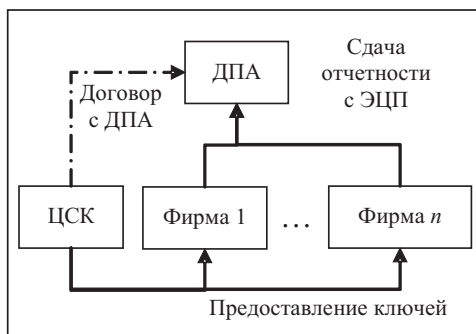 Сдача
отчетности
с ЭЦП
ДПА
Договор
с ДПА
ЦСК
Фирма 1
...
Фирма n
Предоставление ключей